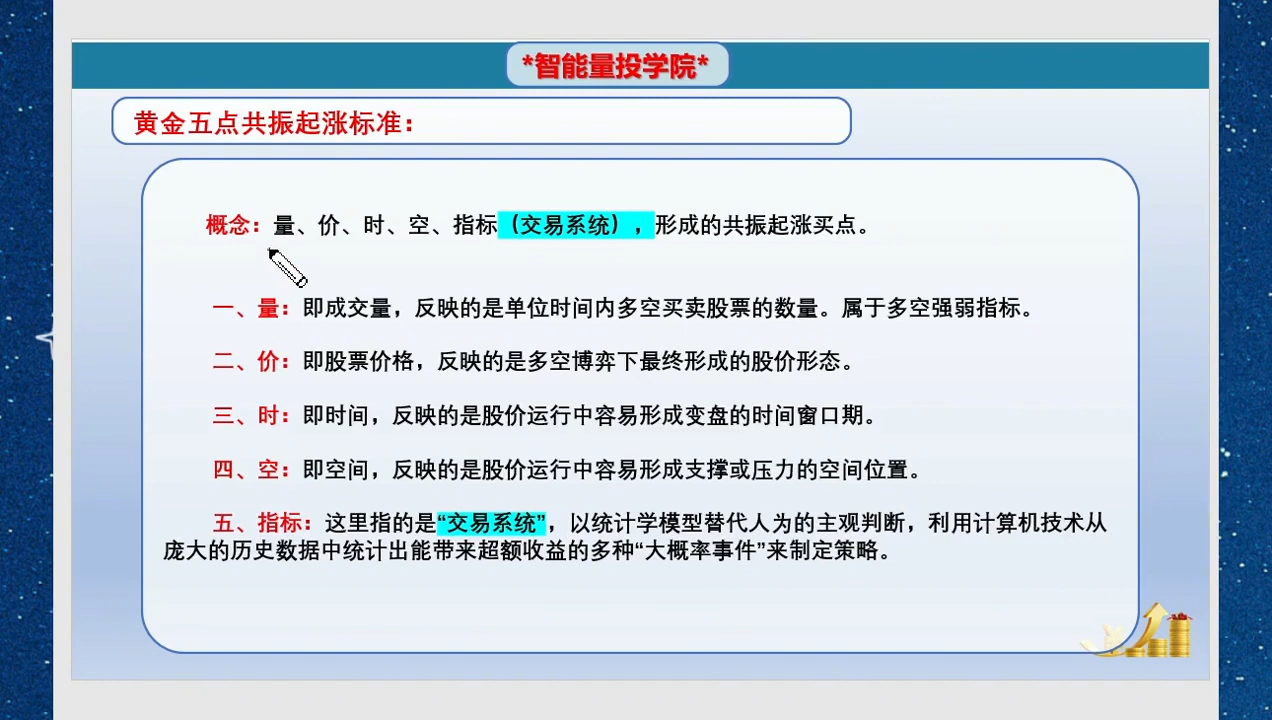 *智能量投学院*
黄金五点共振起涨标准：
概念：量、价、时、空、指标（交易系统），形成的共振起涨买点。
一、量：即成交量，反映的是单位时间内多空买卖股票的数量。属于多空强弱指标。
二、价：即股票价格，反映的是多空博弈下最终形成的股价形态。
三、时：即时间，反映的是股价运行中容易形成变盘的时间窗口期。
四、空：即空间，反映的是股价运行中容易形成支撑或压力的空间位置。
五、指标：这里指的是“交易系统”，以统计学模型替代人为的主观判断，利用计算机技术从
庞大的历史数据中统计出能带来超额收益的多种“大概率事件”来制定策略。